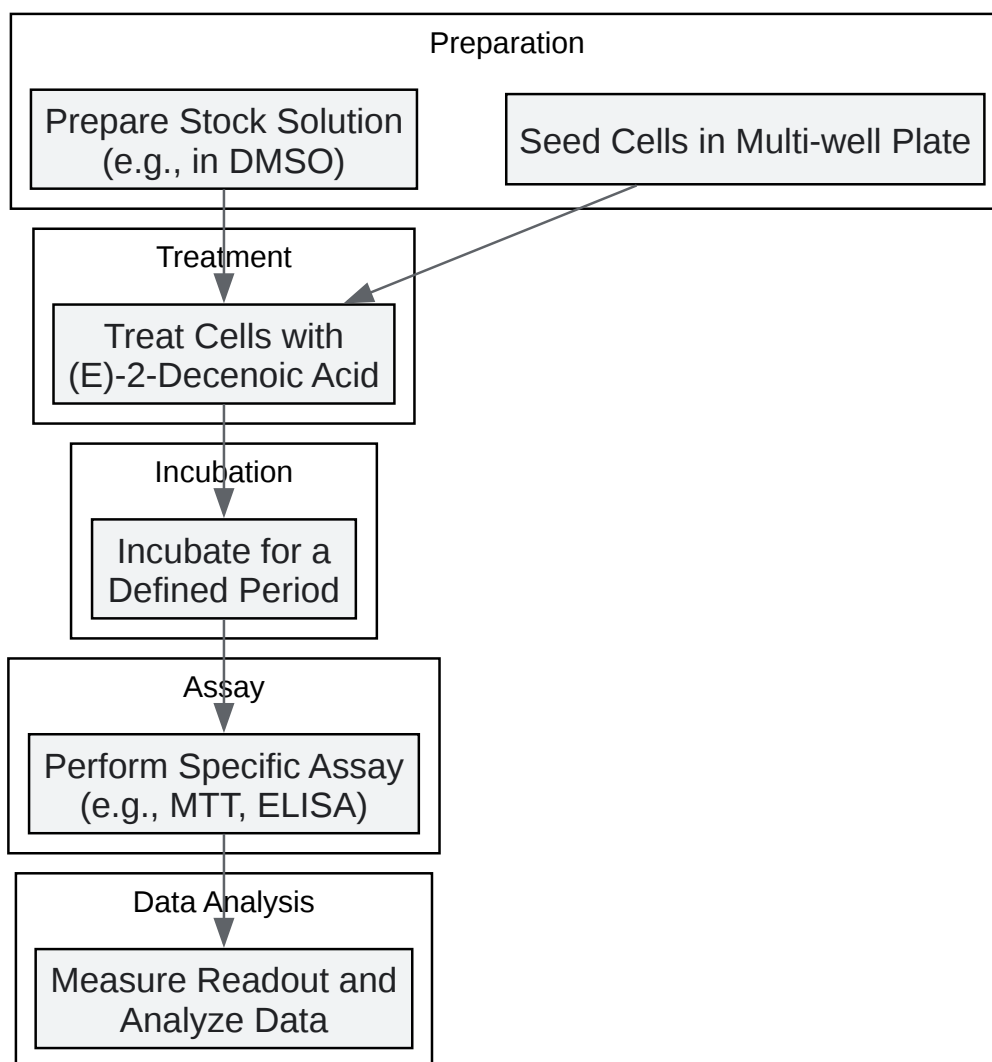 Preparation
Prepare Stock Solution
(e.g., in DMSO)
Seed Cells in Multi-well Plate
Treatment
Treat Cells with
(E)-2-Decenoic Acid
Incubation
Incubate for a
Defined Period
Assay
Perform Specific Assay
(e.g., MTT, ELISA)
Data Analysis
Measure Readout and
Analyze Data